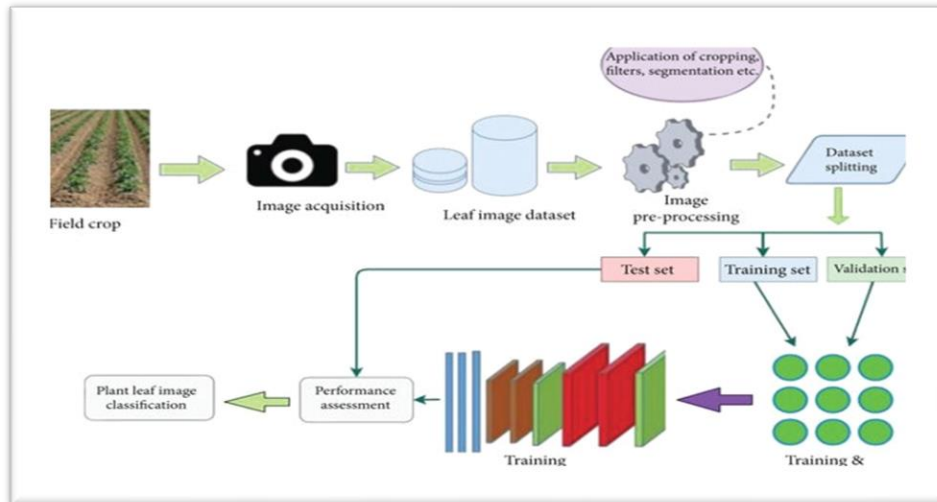 Application of cropping,
filters, segmentation etc.
Field crop
Image acquisition
Leaf image dataset
Image
pre-processing
Dataset
splitting
Test set
Training set
Validation
Plant leaf image
classification
Performance
assessment
Training
Training &